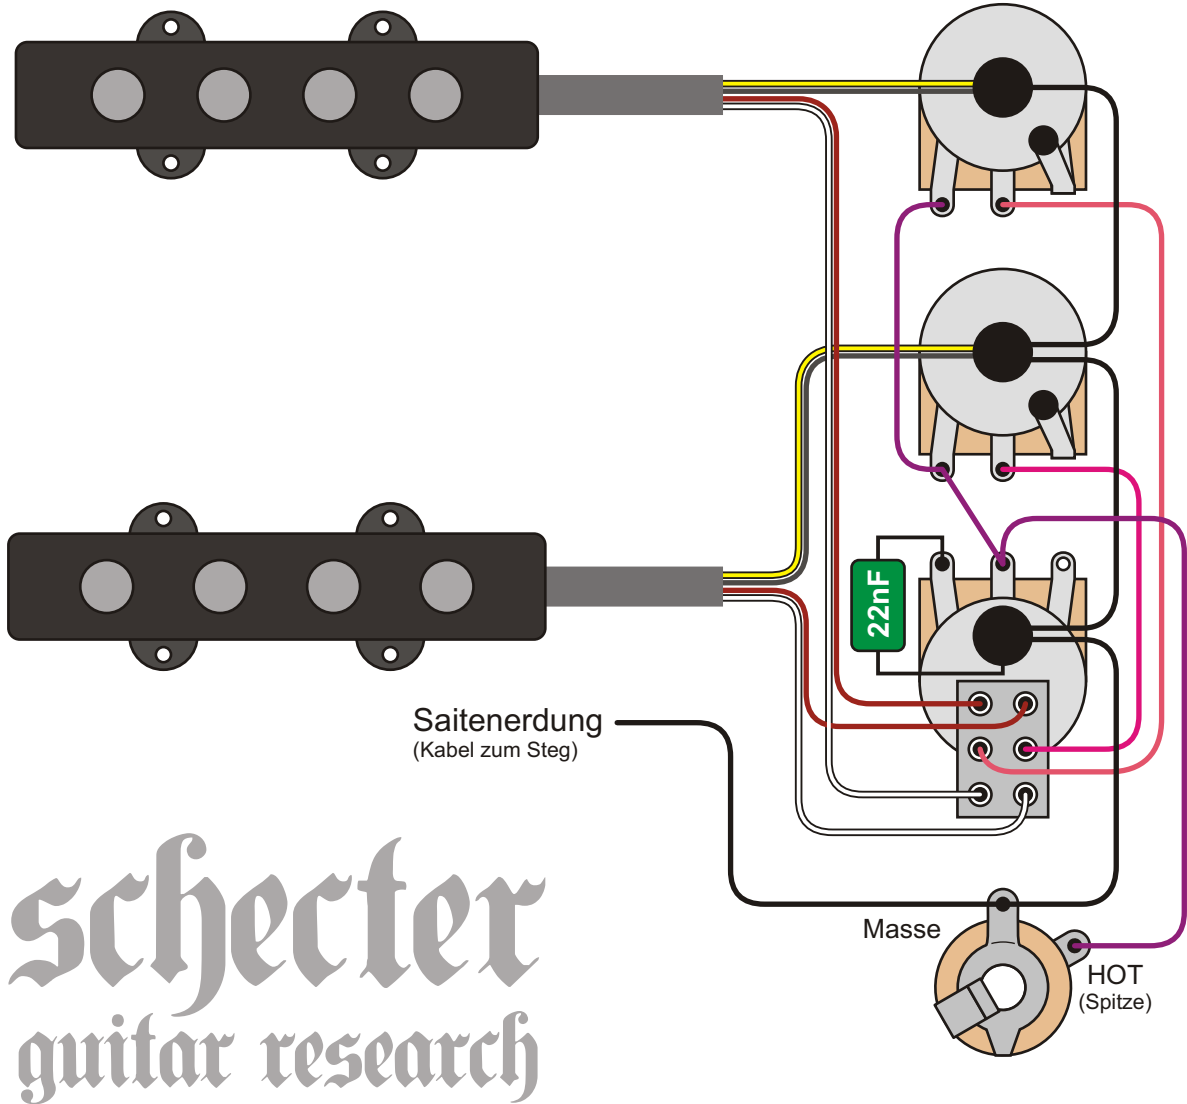 22nF
Saitenerdung
(Kabel zum Steg)
Masse
HOT
(Spitze)
schecter
guitar research